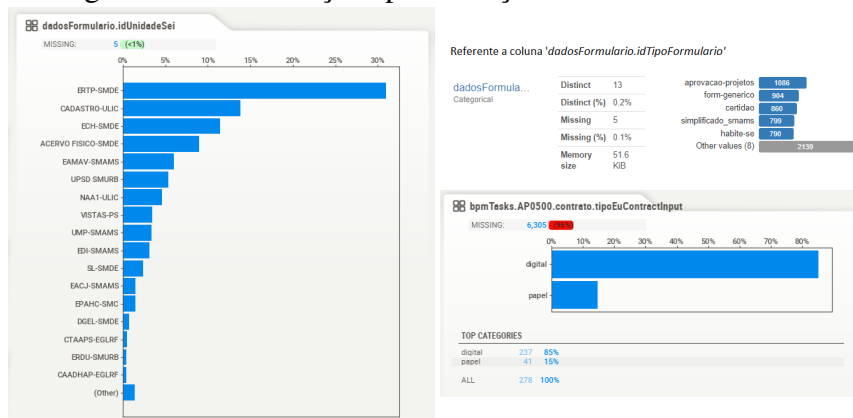 dadosFormulario.idUnidadeSei
MISSING: 5 (<1%)
0% 5% 10% 15% 20% 25% 30%
ERTP-SMDE
CADASTRO-ULIC
ECH-SMDE
ACERVO FISICO-SMDE
EAMAV-SMAMS
UPSD SMURB
NAA1-ULIC
VISTAS-PS
UMP-SMAMS
EDI-SMAMS
SL-SMDE
EACJ-SMAMS
EPAHC-SMC
DGEL-SMDE
CTAAPS-EGLRF
ERDU-SMURB
CAADHAP-EGLRF
(Other)
Referente a coluna 'dadosFormulario.idTipoFormulario'
dadosFormula...
Categorical
Distinct 13
Distinct (%) 0.2%
Missing 5
Missing (%) 0.1%
Memory size 51.6 KiB
aprovacao-projetos 1086
form-generico 904
certidao 860
simplificado_smams 799
habite-se 790
Other values (8) 2139
bpmTasks.AP0500.contrato.tipoEuContractInput
MISSING: 6,305 (96%)
0% 10% 20% 30% 40% 50% 60% 70% 80%
digital
papel
TOP CATEGORIES
digital 237 85%
papel 41 15%
ALL 278 100%